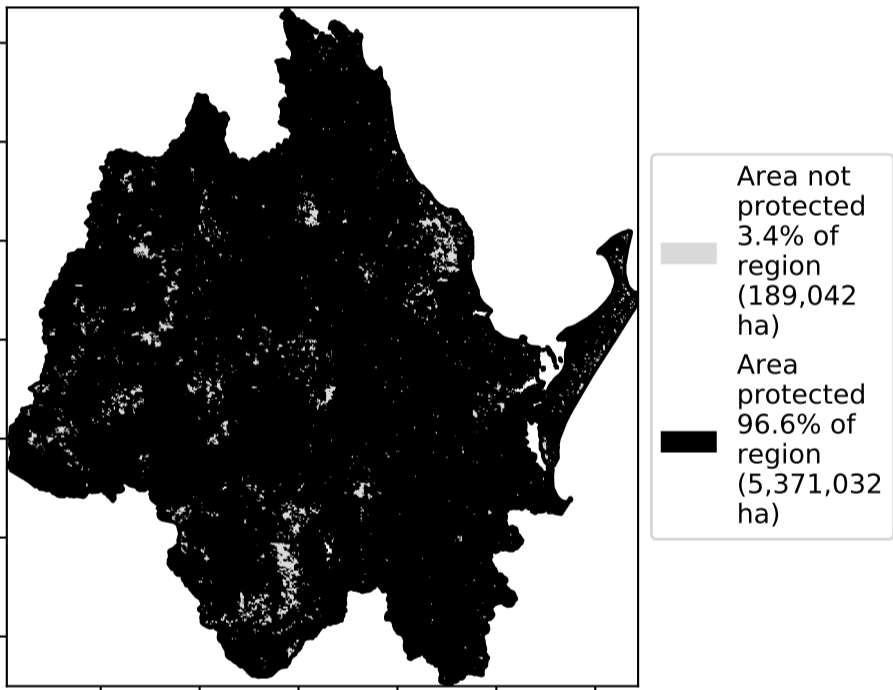 Area not
protected
3.4% of
region
(189,042
ha)
Area
protected
96.6% of
region
(5,371,032
ha)